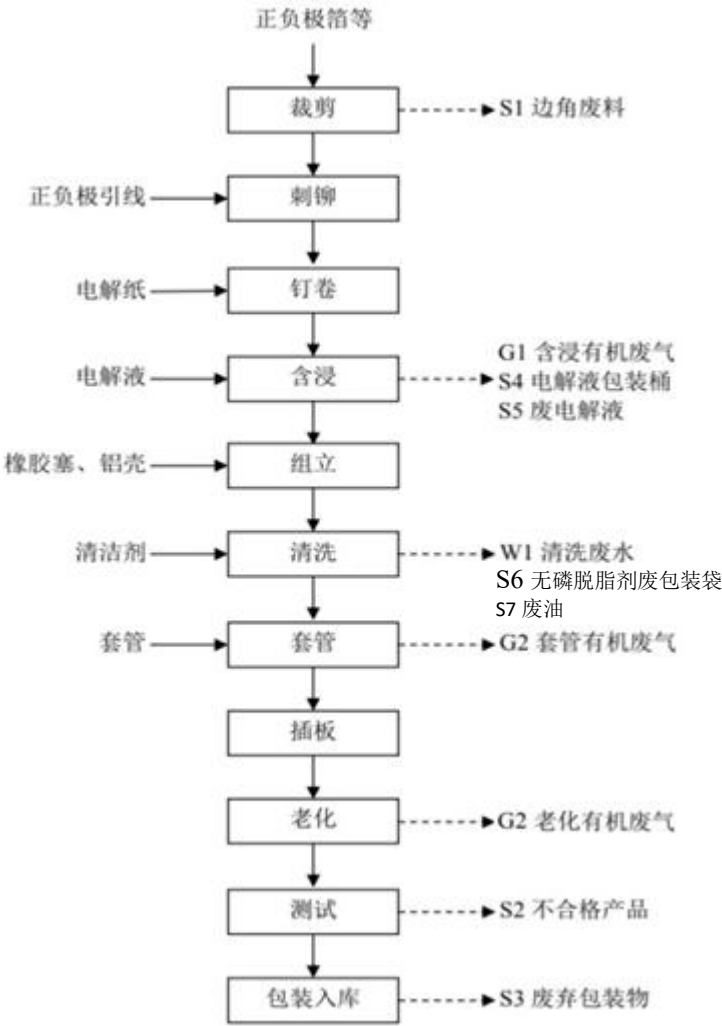 正负极箔等
裁剪
S1 边角废料
正负极引线
刺铆
电解纸
钉卷
电解液
含浸
G1 含浸有机废气
S4 电解液包装桶
S5 废电解液
橡胶塞、铝壳
组立
清洁剂
清洗
W1 清洗废水
S6 无磷脱脂剂废包装袋
S7 废油
套管
套管
G2 套管有机废气
插板
老化
G2 老化有机废气
测试
S2 不合格产品
包装入库
S3 废弃包装物